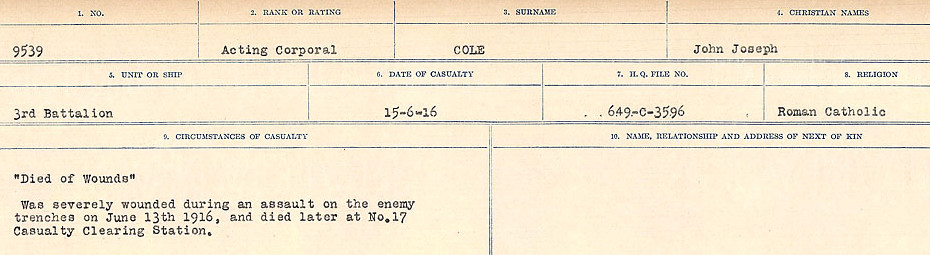 1. NO. 2. RANK OR RATING 3. SURNAME 4. CHRISTIAN NAMES
9539 Acting Corporal COLE John Joseph
5. UNIT OR SHIP 6. DATE OF CASUALTY 7. H.Q. FILE NO. 8. RELIGION
3rd Battalion 15-6-16 649-C-3596 Roman Catholic
9. CIRCUMSTANCES OF CASUALTY 10. NAME, RELATIONSHIP AND ADDRESS OF NEXT OF KIN
"Died of Wounds"
Was severely wounded during an assault on the enemy
trenches on June 13th 1916, and died later at No.17
Casualty Clearing Station.